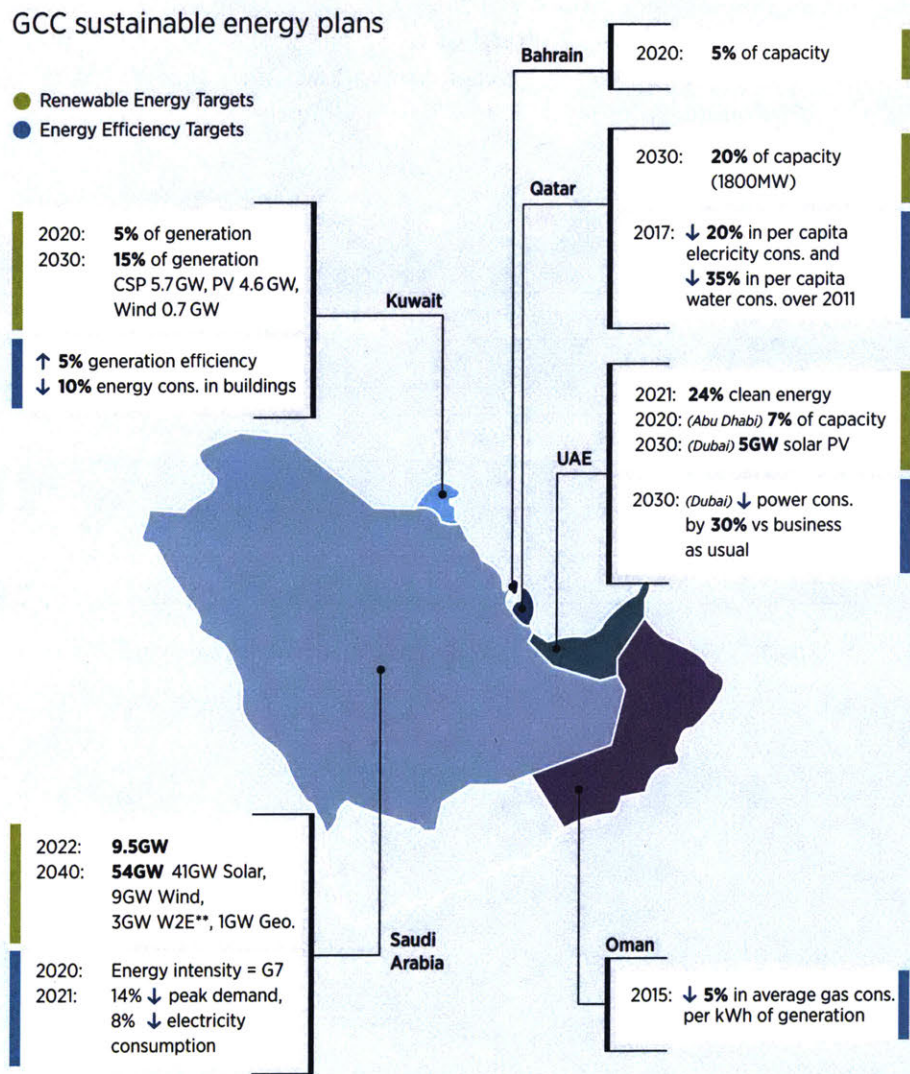 GCC sustainable energy plans
Renewable Energy Targets
Energy Efficiency Targets
Bahrain
2020: 5% of capacity
Qatar
2030: 20% of capacity
(1800MW)
2017: ↓ 20% in per capita
elecricity cons. and
↓ 35% in per capita
water cons. over 2011
Kuwait
2020: 5% of generation
2030: 15% of generation
CSP 5.7 GW, PV 4.6 GW,
Wind 0.7 GW
↑ 5% generation efficiency
↓ 10% energy cons. in buildings
UAE
2021: 24% clean energy
2020: (Abu Dhabi) 7% of capacity
2030: (Dubai) 5GW solar PV
2030: (Dubai) ↓ power cons.
by 30% vs business
as usual
Saudi
Arabia
2022: 9.5GW
2040: 54GW 41GW Solar,
9GW Wind,
3GW W2E**, 1GW Geo.
2020: Energy intensity = G7
2021: 14% ↓ peak demand,
8% ↓ electricity
consumption
Oman
2015: ↓ 5% in average gas cons.
per kWh of generation